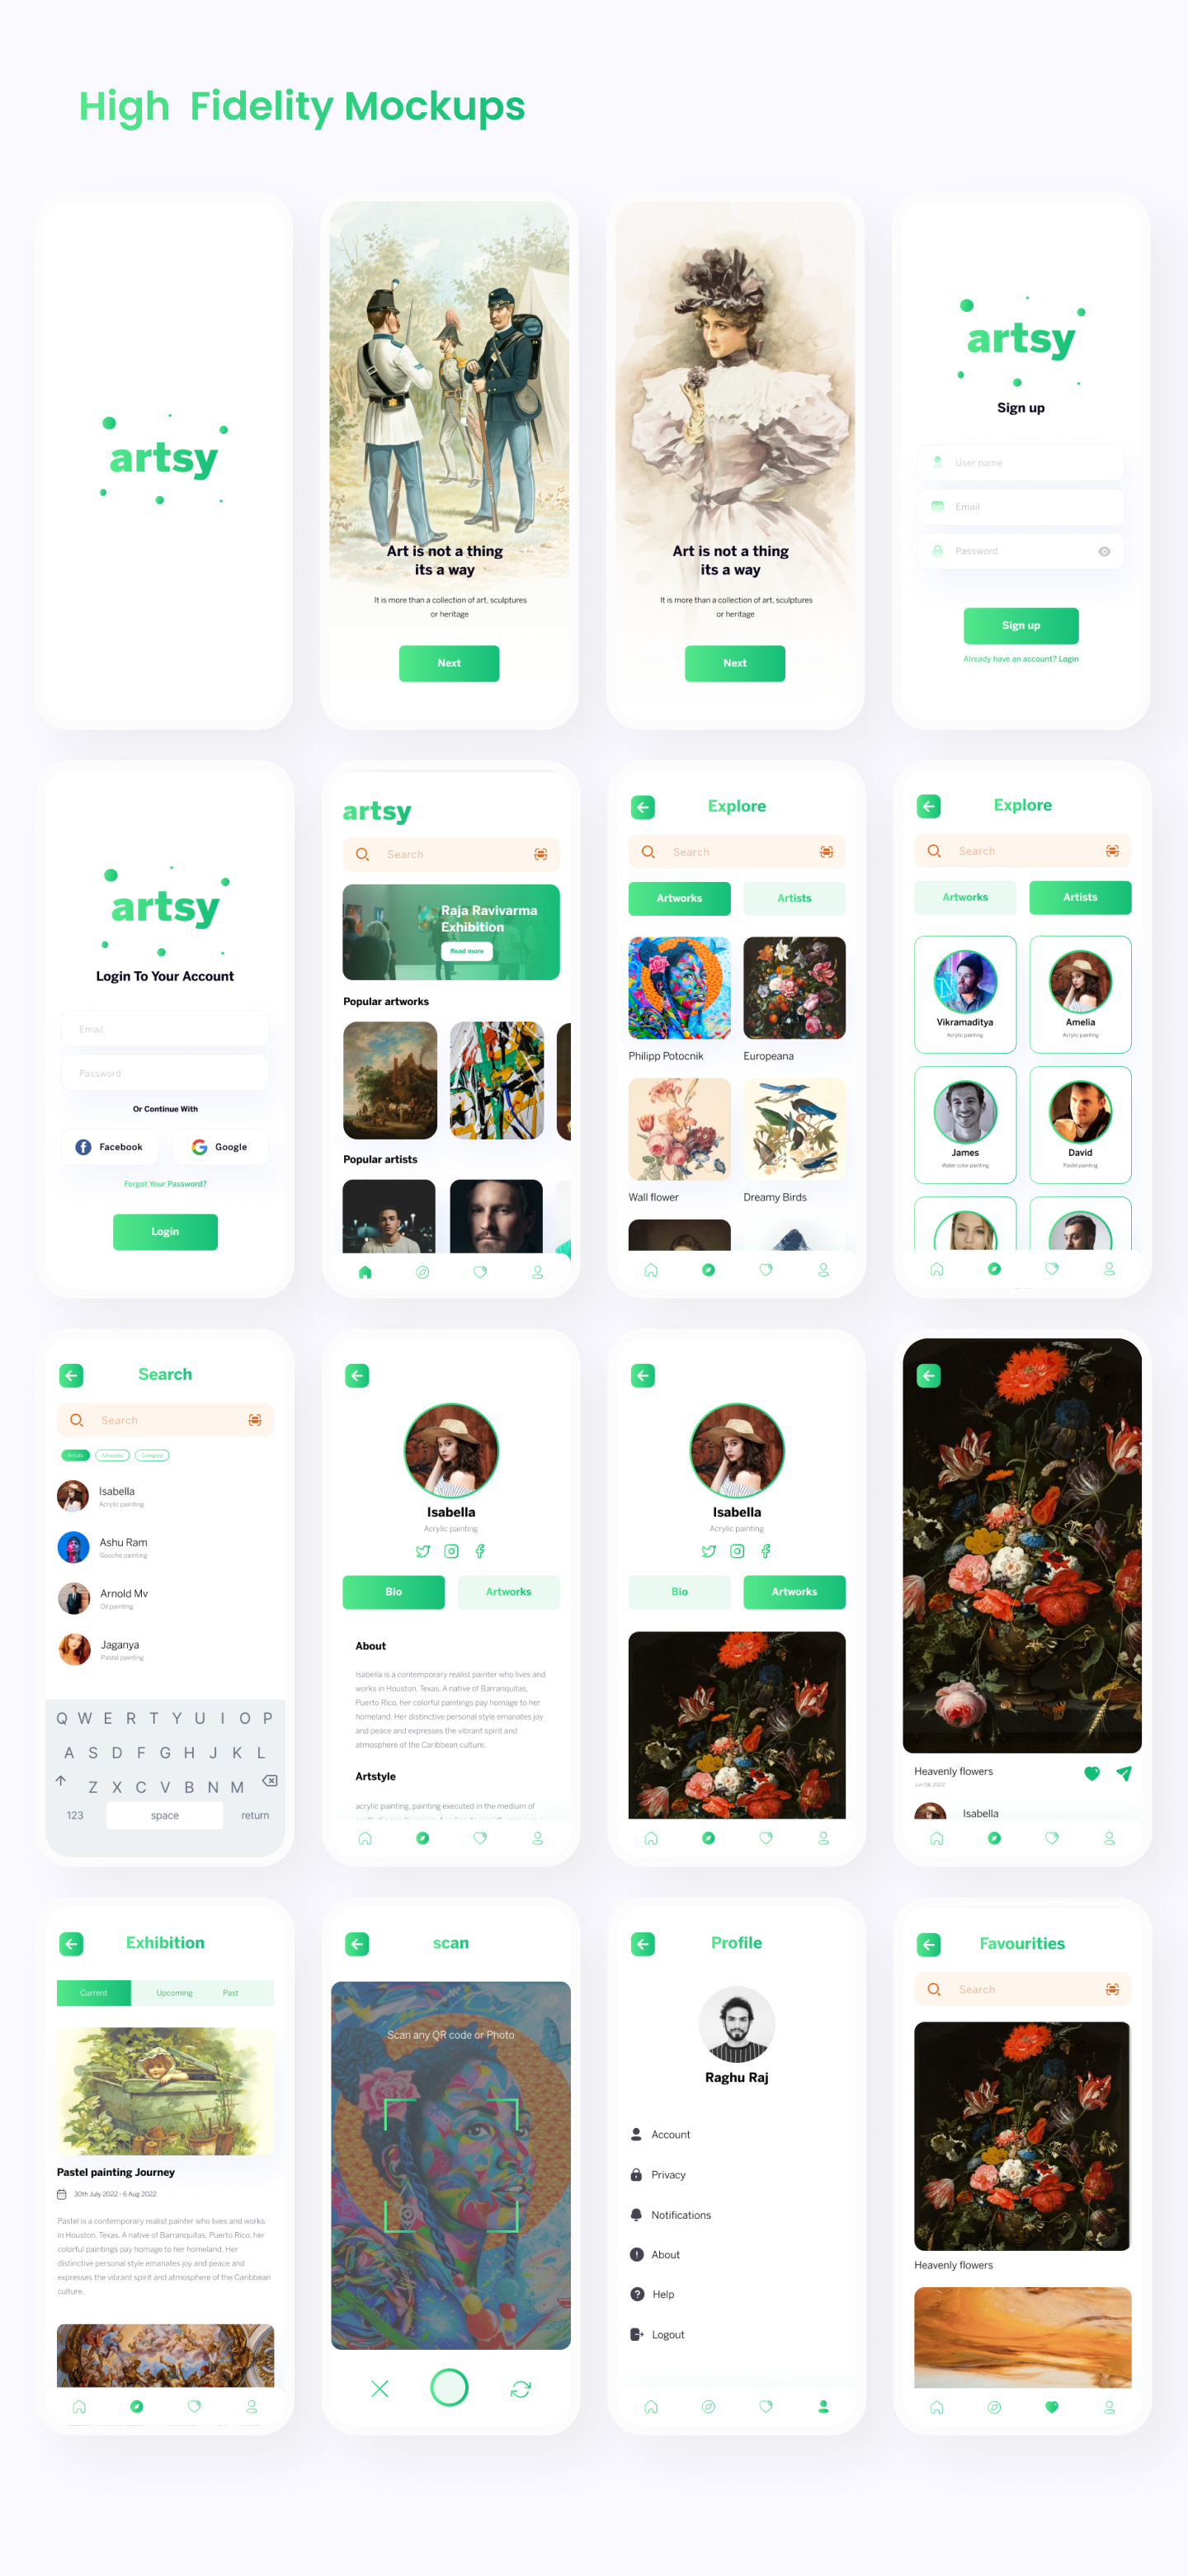 High Fidelity Mockups
artsy
Art is not a thing
its a way
It is more than a collection of art, sculptures
or heritage
Next
Art is not a thing
its a way
It is more than a collection of art, sculptures
or heritage
Next
artsy
Sign up
User name
Email
Password
Sign up
Already have an account? Login
artsy
Login To Your Account
Email
Password
Or Continue With
Facebook
Google
Forgot Your Password?
Login
artsy
Search
Raja Ravivarma
Exhibition
Read more
Popular artworks
Popular artists
Explore
Search
Artworks
Artists
Philipp Potocnik
Europeana
Wall flower
Dreamy Birds
Explore
Search
Artworks
Artists
Vikramaditya
Acrylic painting
Amelia
Acrylic painting
James
Water color painting
David
Pastel painting
Search
Search
Artists
Artworks
Category
Isabella
Acrylic painting
Ashu Ram
Gouche painting
Arnold Mv
Oil painting
Jaganya
Pastel painting
Q W E R T Y U I O P
A S D F G H J K L
Z X C V B N M
123
space
return
Isabella
Acrylic painting
Bio
Artworks
About
Isabella is a contemporary realist painter who lives and
works in Houston, Texas. A native of Barranquitas,
Puerto Rico, her colorful paintings pay homage to her
homeland. Her distinctive personal style emanates joy
and peace and expresses the vibrant spirit and
atmosphere of the Caribbean culture.
Artstyle
acrylic painting, painting executed in the medium of
Isabella
Acrylic painting
Bio
Artworks
Heavenly flowers
Jun 08, 2022
Isabella
Exhibition
Current
Upcoming
Past
Pastel painting Journey
30th July 2022 - 6 Aug 2022
Pastel is a contemporary realist painter who lives and works
in Houston, Texas. A native of Barranquitas, Puerto Rico, her
colorful paintings pay homage to her homeland. Her
distinctive personal style emanates joy and peace and
expresses the vibrant spirit and atmosphere of the Caribbean
culture.
scan
Scan any QR code or Photo
Profile
Raghu Raj
Account
Privacy
Notifications
About
Help
Logout
Favourities
Search
Heavenly flowers